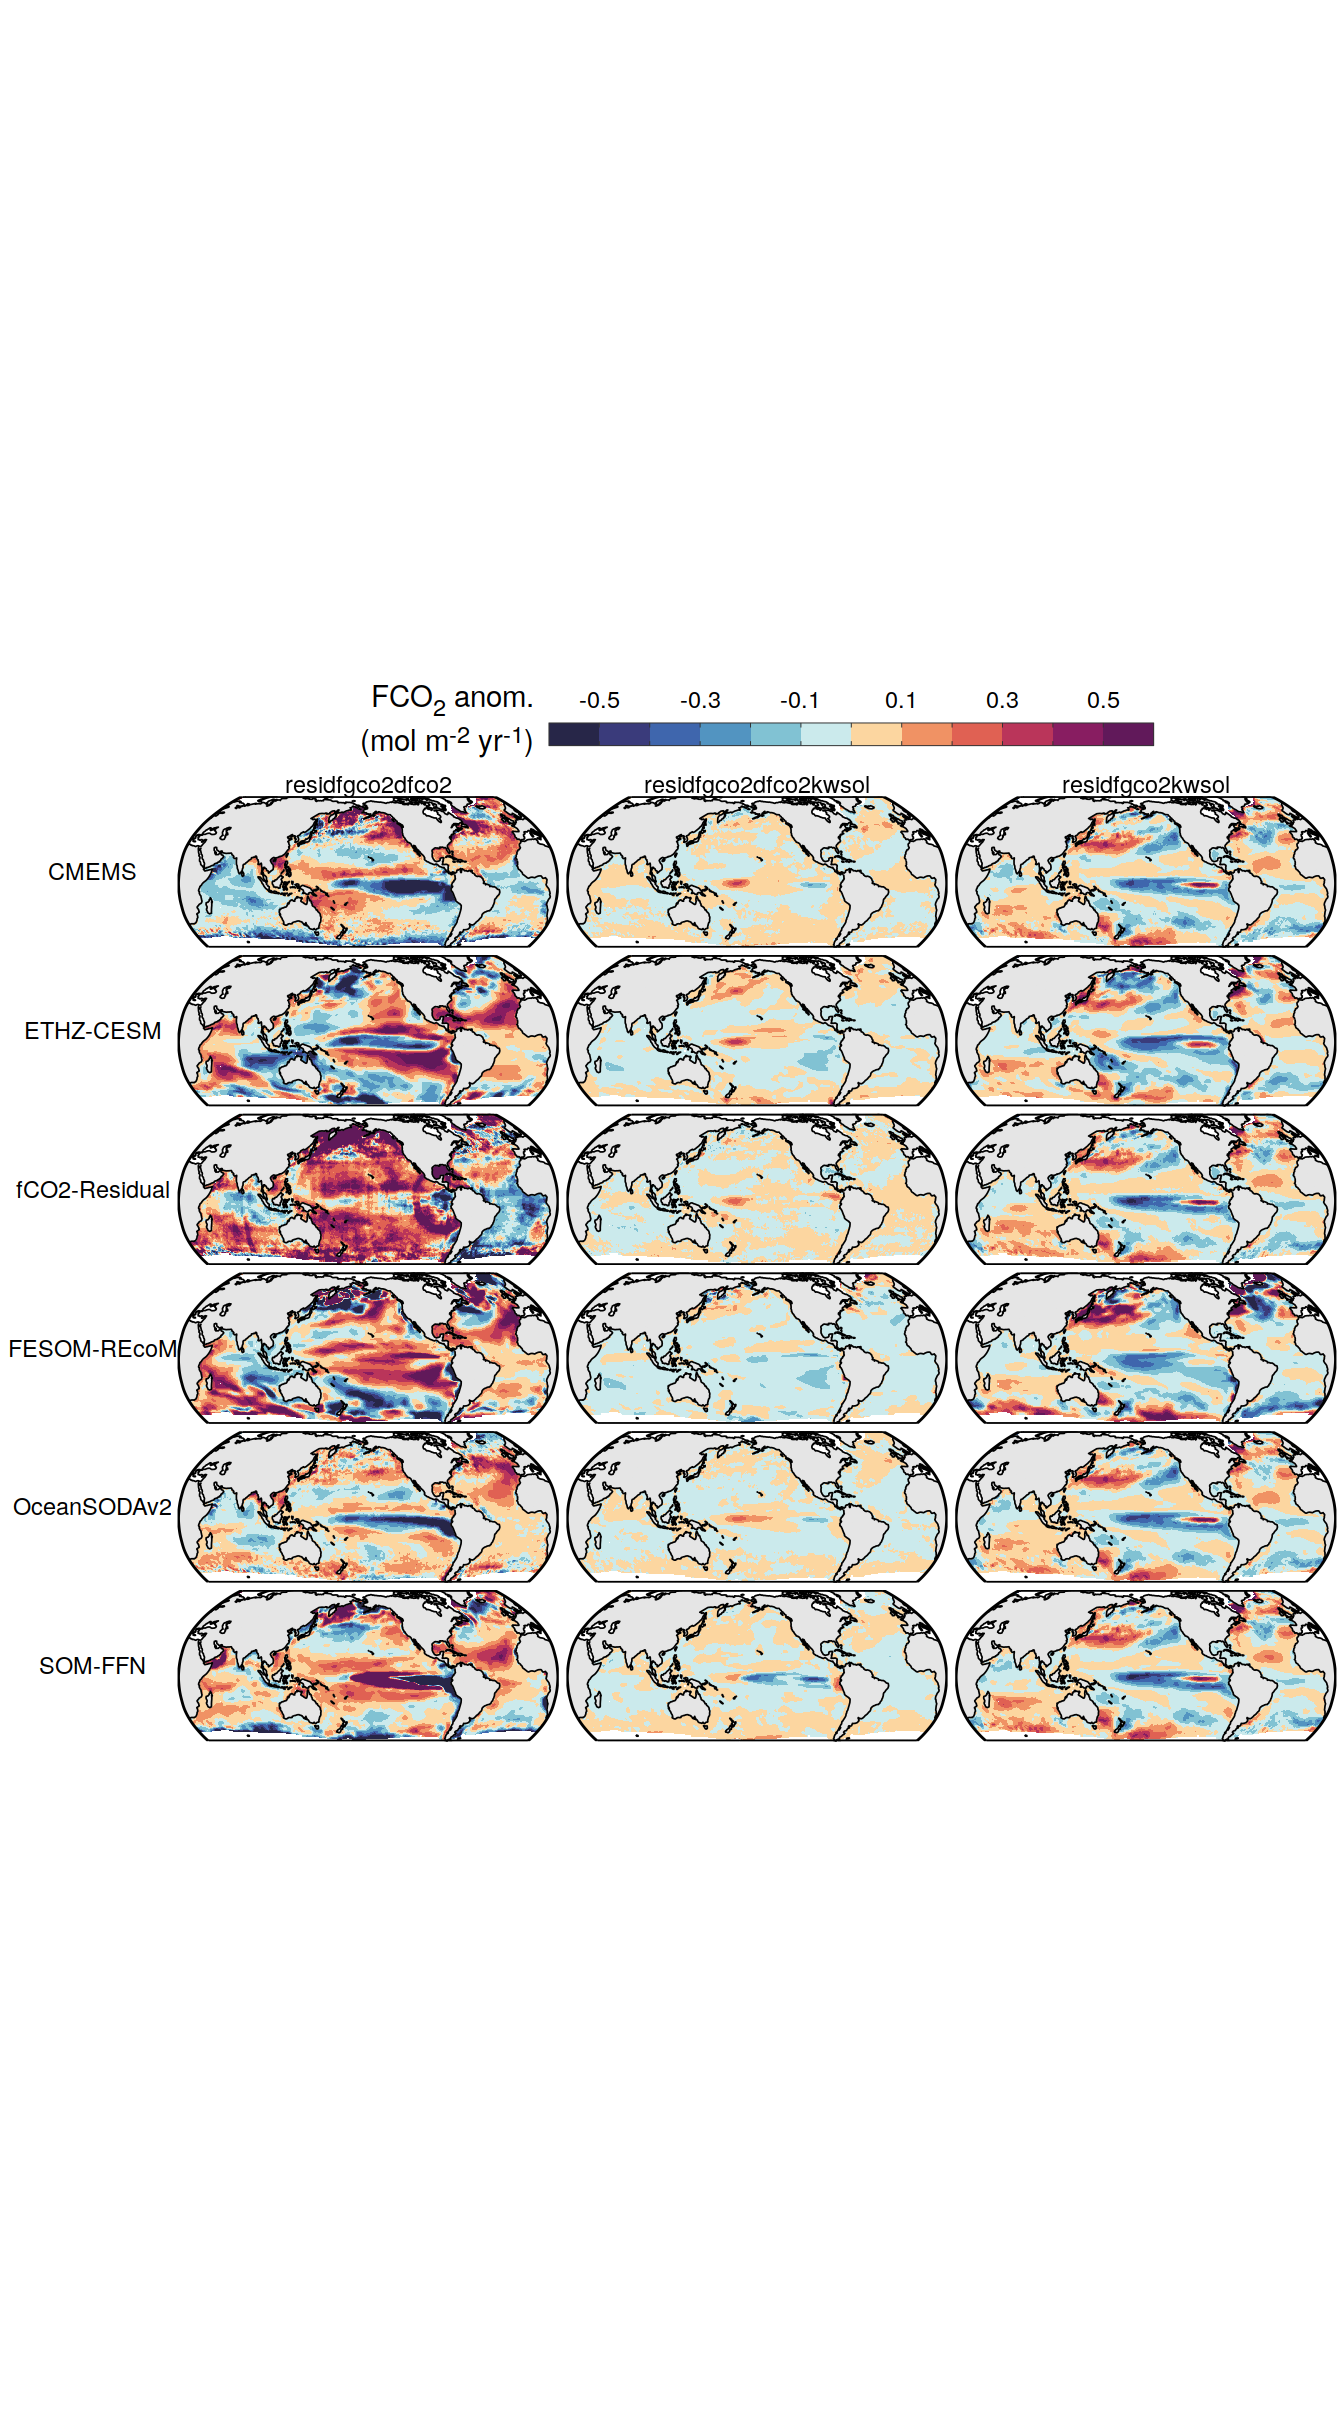 FCO2 anom.
(mol m-2 yr-1)
-0.5 -0.3 -0.1 0.1 0.3 0.5
residfgco2dfco2 residfgco2dfco2kwsol residfgco2kwsol
CMEMS
ETHZ-CESM
fCO2-Residual
FESOM-REcoM
OceanSODAv2
SOM-FFN